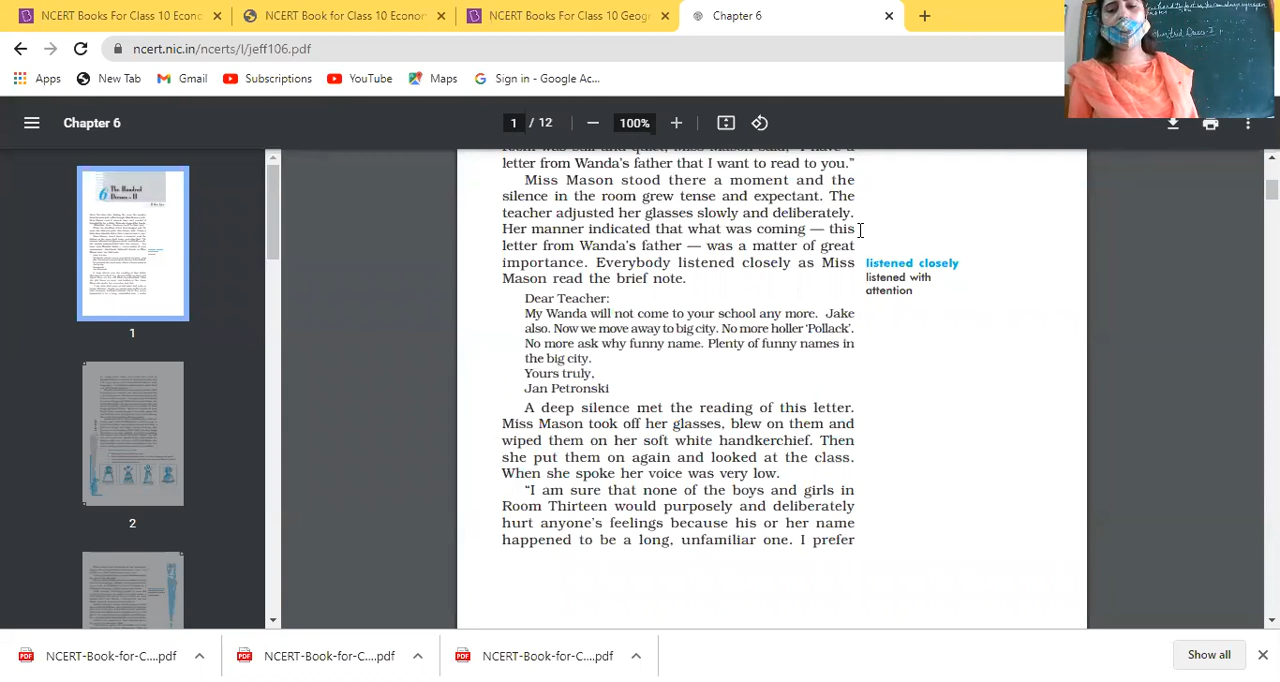 NCERT Books For Class 10 Econo
NCERT Book for Class 10 Econor
NCERT Books For Class 10 Geogr
Chapter 6
ncert.nic.in/ncerts/l/jeff106.pdf
Apps
New Tab
Gmail
Subscriptions
YouTube
Maps
Sign in - Google Ac...
Chapter 6
1 / 12
100%
6 The Hundred
Dresses – II
1
2
letter from Wanda's father that I want to read to you."
Miss Mason stood there a moment and the
silence in the room grew tense and expectant. The
teacher adjusted her glasses slowly and deliberately.
Her manner indicated that what was coming — this
letter from Wanda's father — was a matter of great
importance. Everybody listened closely as Miss
Mason read the brief note.
listened closely
listened with
attention
Dear Teacher:
My Wanda will not come to your school any more. Jake
also. Now we move away to big city. No more holler 'Pollack'.
No more ask why funny name. Plenty of funny names in
the big city.
Yours truly,
Jan Petronski
A deep silence met the reading of this letter.
Miss Mason took off her glasses, blew on them and
wiped them on her soft white handkerchief. Then
she put them on again and looked at the class.
When she spoke her voice was very low.
"I am sure that none of the boys and girls in
Room Thirteen would purposely and deliberately
hurt anyone's feelings because his or her name
happened to be a long, unfamiliar one. I prefer
NCERT-Book-for-C....pdf
NCERT-Book-for-C....pdf
NCERT-Book-for-C....pdf
Show all